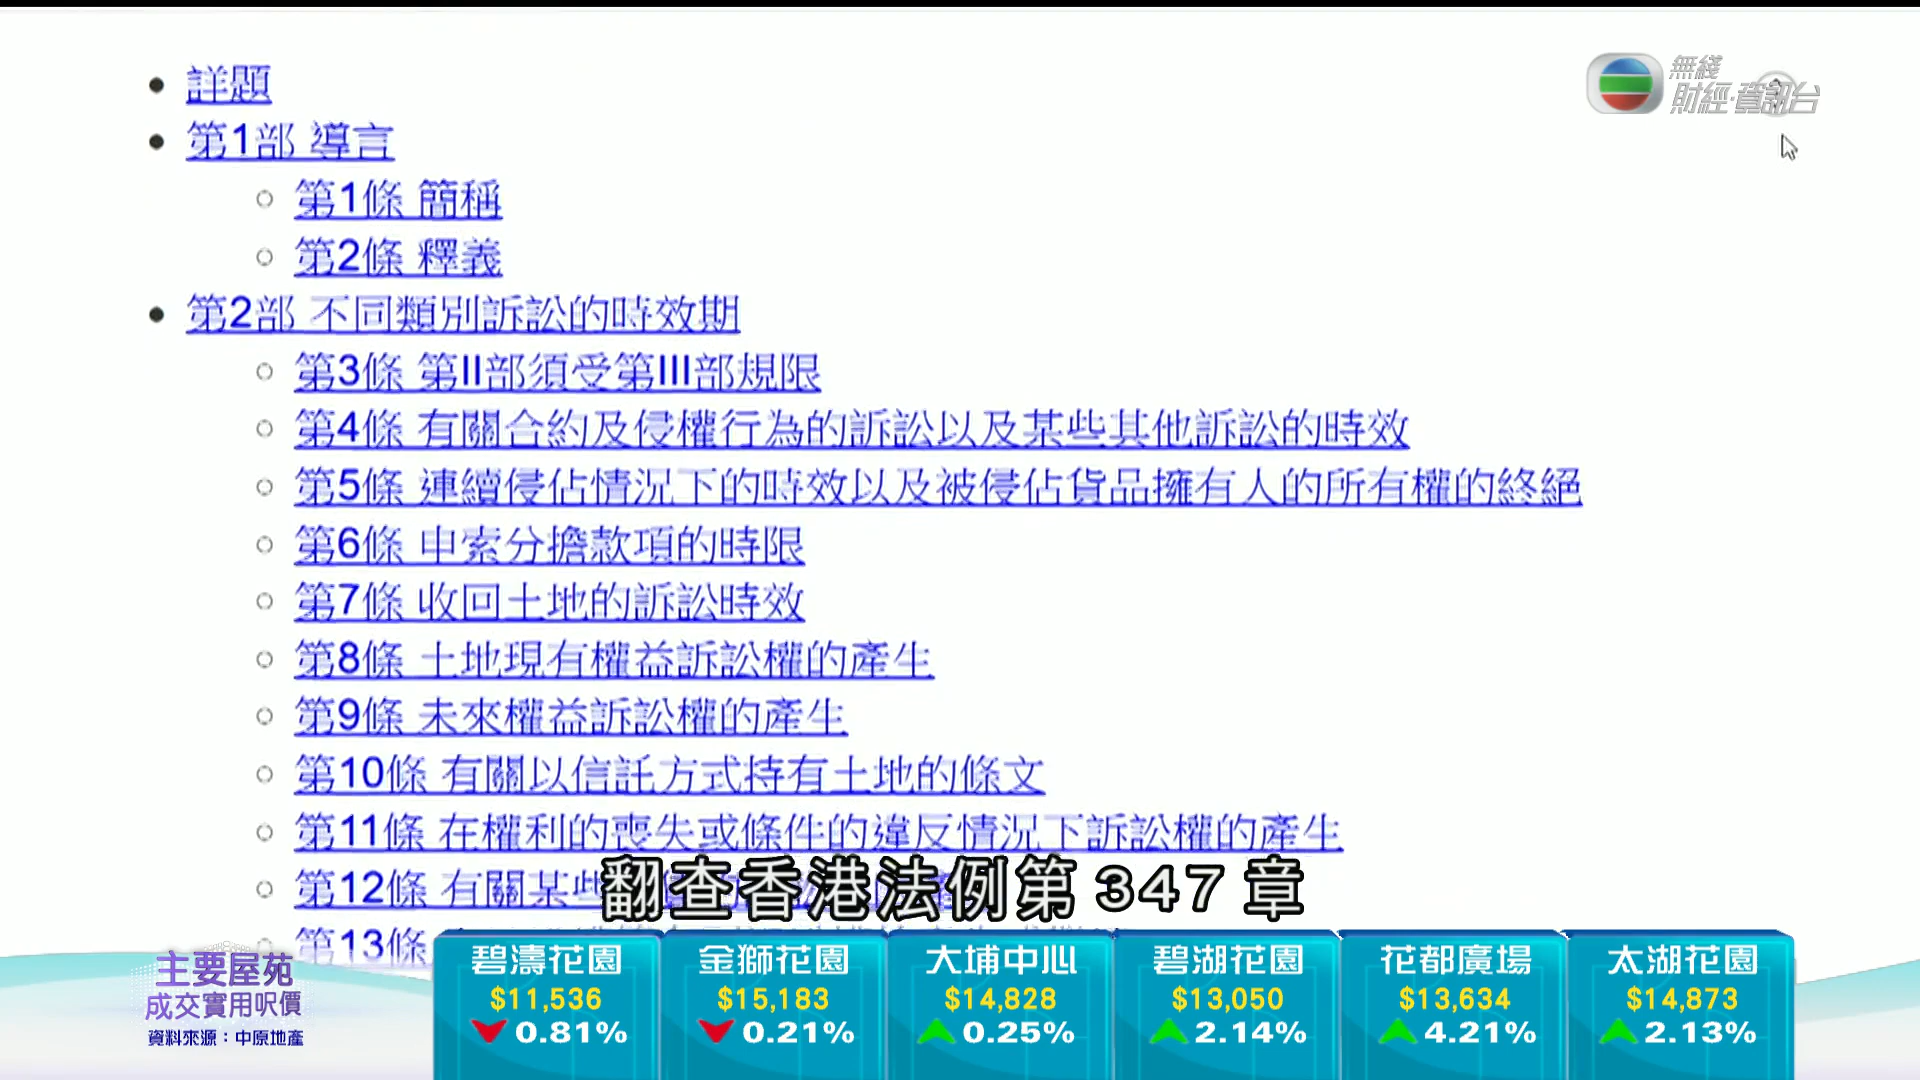 詳題
無綫
財經·資訊台
第1部 導言
第1條 簡稱
第2條 釋義
第2部 不同類別訴訟的時效期
第3條 第II部須受第III部規限
第4條 有關合約及侵權行為的訴訟以及某些其他訴訟的時效
第5條 連續侵佔情況下的時效以及被侵佔貨品擁有人的所有權的終絕
第6條 申索分擔款項的時限
第7條 收回土地的訴訟時效
第8條 土地現有權益訴訟權的產生
第9條 未來權益訴訟權的產生
第10條 有關以信託方式持有土地的條文
第11條 在權利的喪失或條件的違反情況下訴訟權的產生
第12條 有關某些
翻查香港法例第 347 章
第13條
主要屋苑
成交實用呎價
資料來源：中原地產
碧濤花園 金獅花園 大埔中心 碧湖花園 花都廣場 太湖花園
$11,536 $15,183 $14,828 $13,050 $13,634 $14,873
0.81% 0.21% 0.25% 2.14% 4.21% 2.13%